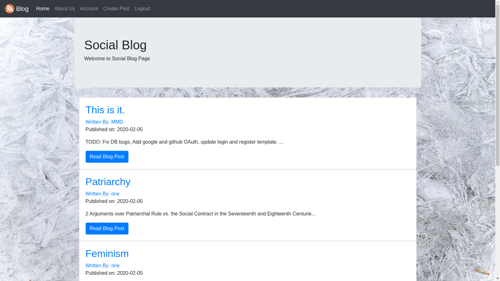 Blog Home About Us Account Create Post Logout
Social Blog
Welcome to Social Blog Page
This is it.
Written By: MMD
Published on: 2020-02-05
TODO: Fix DB bugs, Add google and github OAuth, update login and register template. ...
Read Blog Post
Patriarchy
Written By: one
Published on: 2020-02-05
2 Arguments over Patriarchal Rule vs. the Social Contract in the Seventeenth and Eighteenth Centurie...
Read Blog Post
Feminism
Written By: one
Published on: 2020-02-05